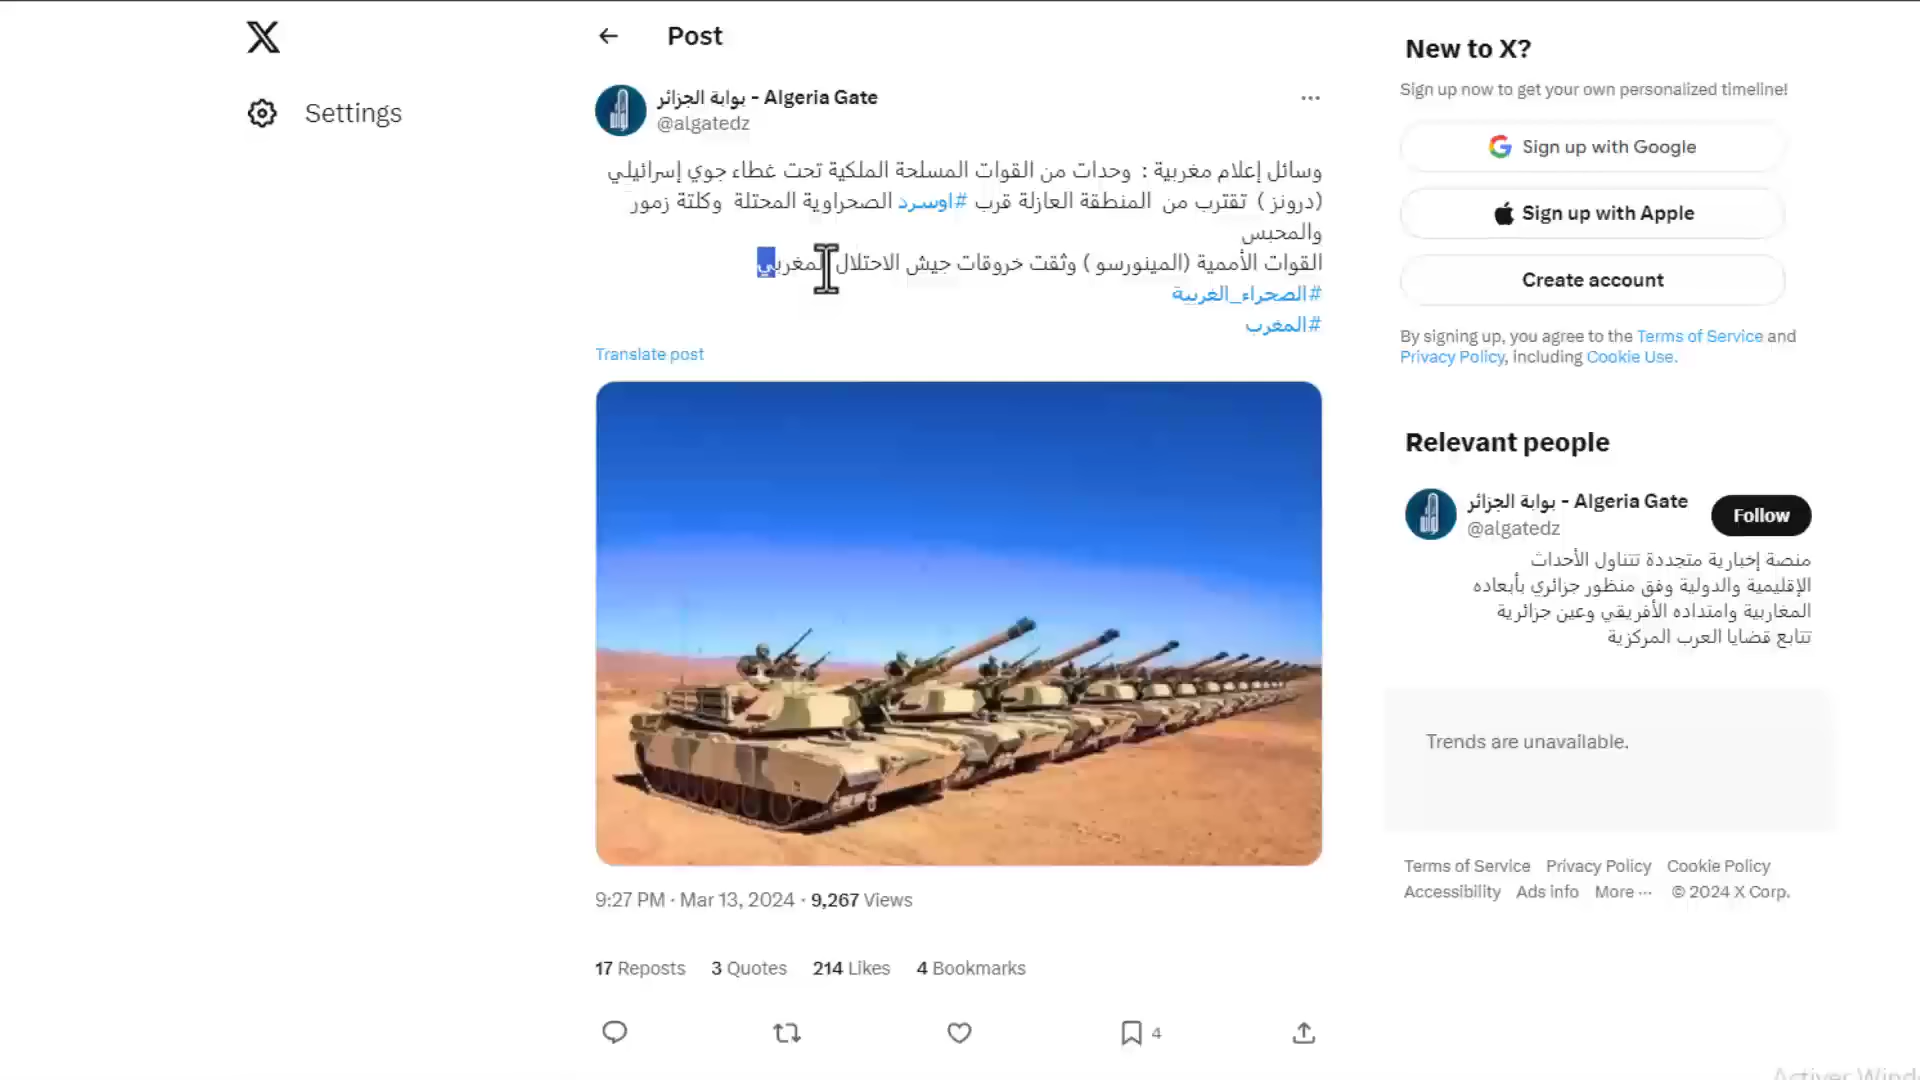 Settings
Post
بوابة الجزائر - Algeria Gate
@algatedz
وسائل إعلام مغربية : وحدات من القوات المسلحة الملكية تحت غطاء جوي إسرائيلي
(درونز ) تقترب من المنطقة العازلة قرب #اوسرد الصحراوية المحتلة وكلتة زمور
والمحبس
القوات الأممية (المينورسو ) وثقت خروقات جيش الاحتلال المغربي
#الصحراء_الغربية
#المغرب
Translate post
9:27 PM · Mar 13, 2024 · 9,267 Views
17 Reposts 3 Quotes 214 Likes 4 Bookmarks
4
New to X?
Sign up now to get your own personalized timeline!
Sign up with Google
Sign up with Apple
Create account
By signing up, you agree to the Terms of Service and
Privacy Policy, including Cookie Use.
Relevant people
بوابة الجزائر - Algeria Gate
@algatedz
Follow
منصة إخبارية متجددة تتناول الأحداث
الإقليمية والدولية وفق منظور جزائري بأبعاده
المغاربية وامتداده الأفريقي وعين جزائرية
تتابع قضايا العرب المركزية
Trends are unavailable.
Terms of Service Privacy Policy Cookie Policy
Accessibility Ads info More ··· © 2024 X Corp.